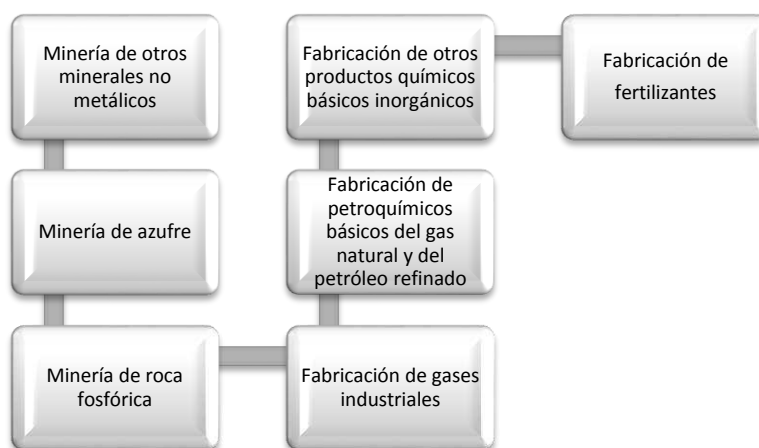 Minería de otros
minerales no
metálicos
Minería de azufre
Minería de roca
fosfórica
Fabricación de gases
industriales
Fabricación de
petroquímicos
básicos del gas
natural y del
petróleo refinado
Fabricación de otros
productos químicos
básicos inorgánicos
Fabricación de
fertilizantes